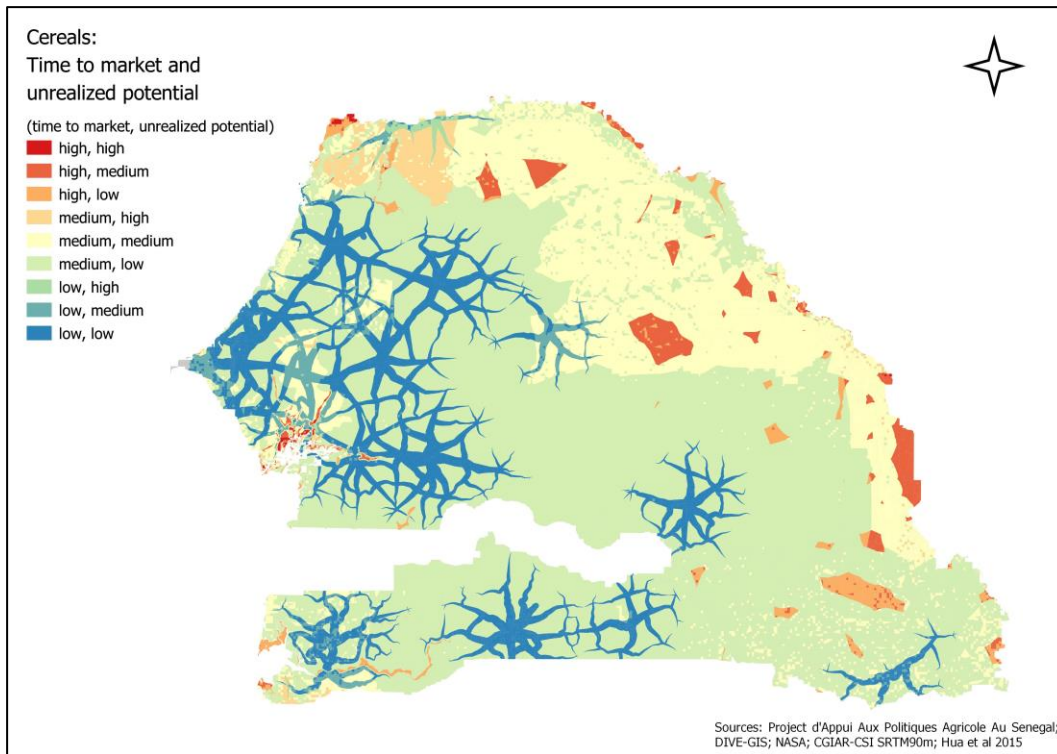 Cereals:
Time to market and
unrealized potential
(time to market, unrealized potential)
high, high
high, medium
high, low
medium, high
medium, medium
medium, low
low, high
low, medium
low, low
Sources: Project d'Appui Aux Politiques Agricole Au Senegal;
DIVE-GIS; NASA; CGIAR-CSI SRTM90m; Hua et al 2015